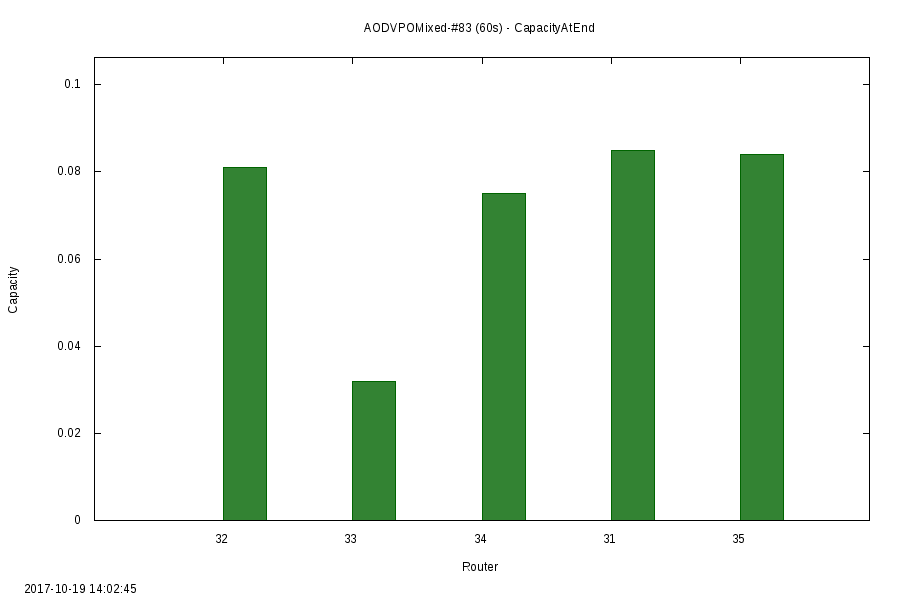 AODVPOMixed-#83 (60s) - CapacityAtEnd
0.1
0.08
0.06
0.04
0.02
0
Capacity
32 33 34 31 35
Router
2017-10-19 14:02:45